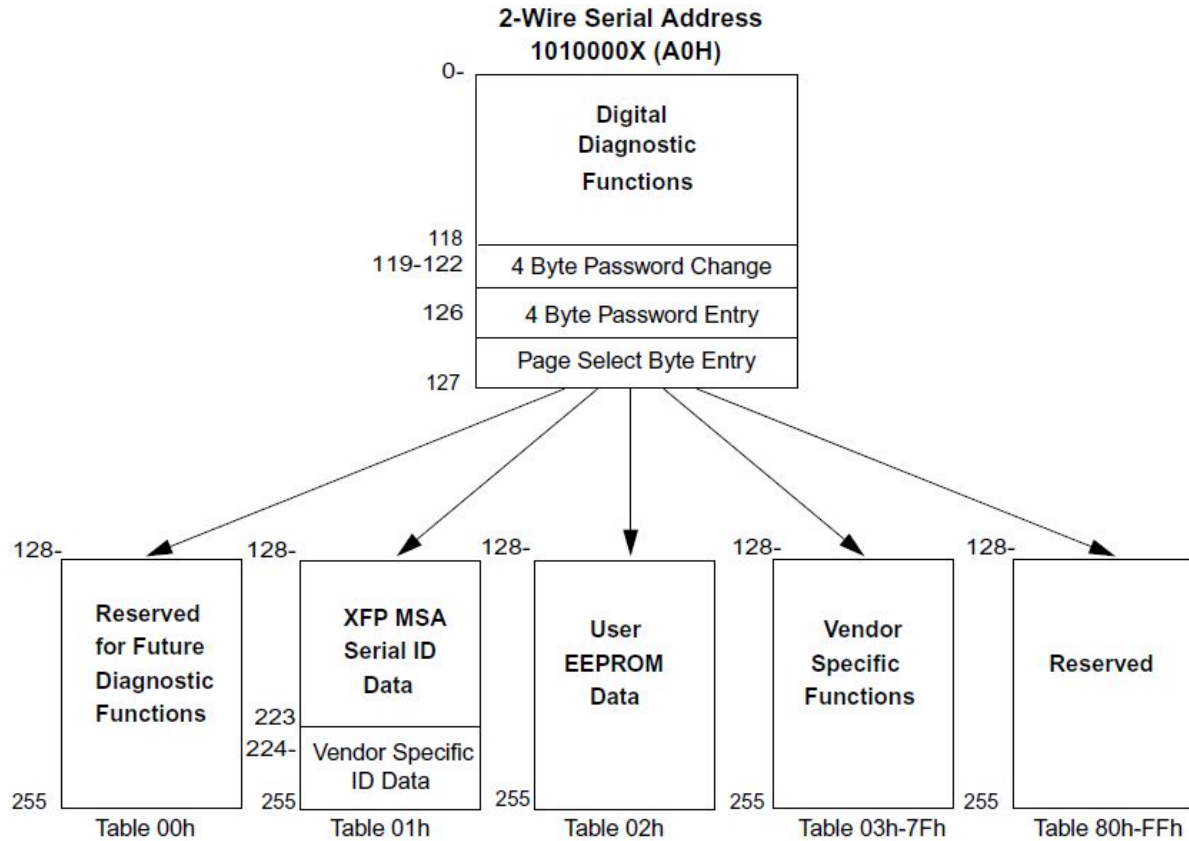 2-Wire Serial Address
1010000X (A0H)
0-
Digital
Diagnostic
Functions
118
119-122
4 Byte Password Change
126
4 Byte Password Entry
Page Select Byte Entry
127
128-
Reserved
for Future
Diagnostic
Functions
255
Table 00h
128-
XFP MSA
Serial ID
Data
223
224-
Vendor Specific
ID Data
255
Table 01h
128-
User
EEPROM
Data
255
Table 02h
128-
Vendor
Specific
Functions
255
Table 03h-7Fh
128-
Reserved
255
Table 80h-FFh